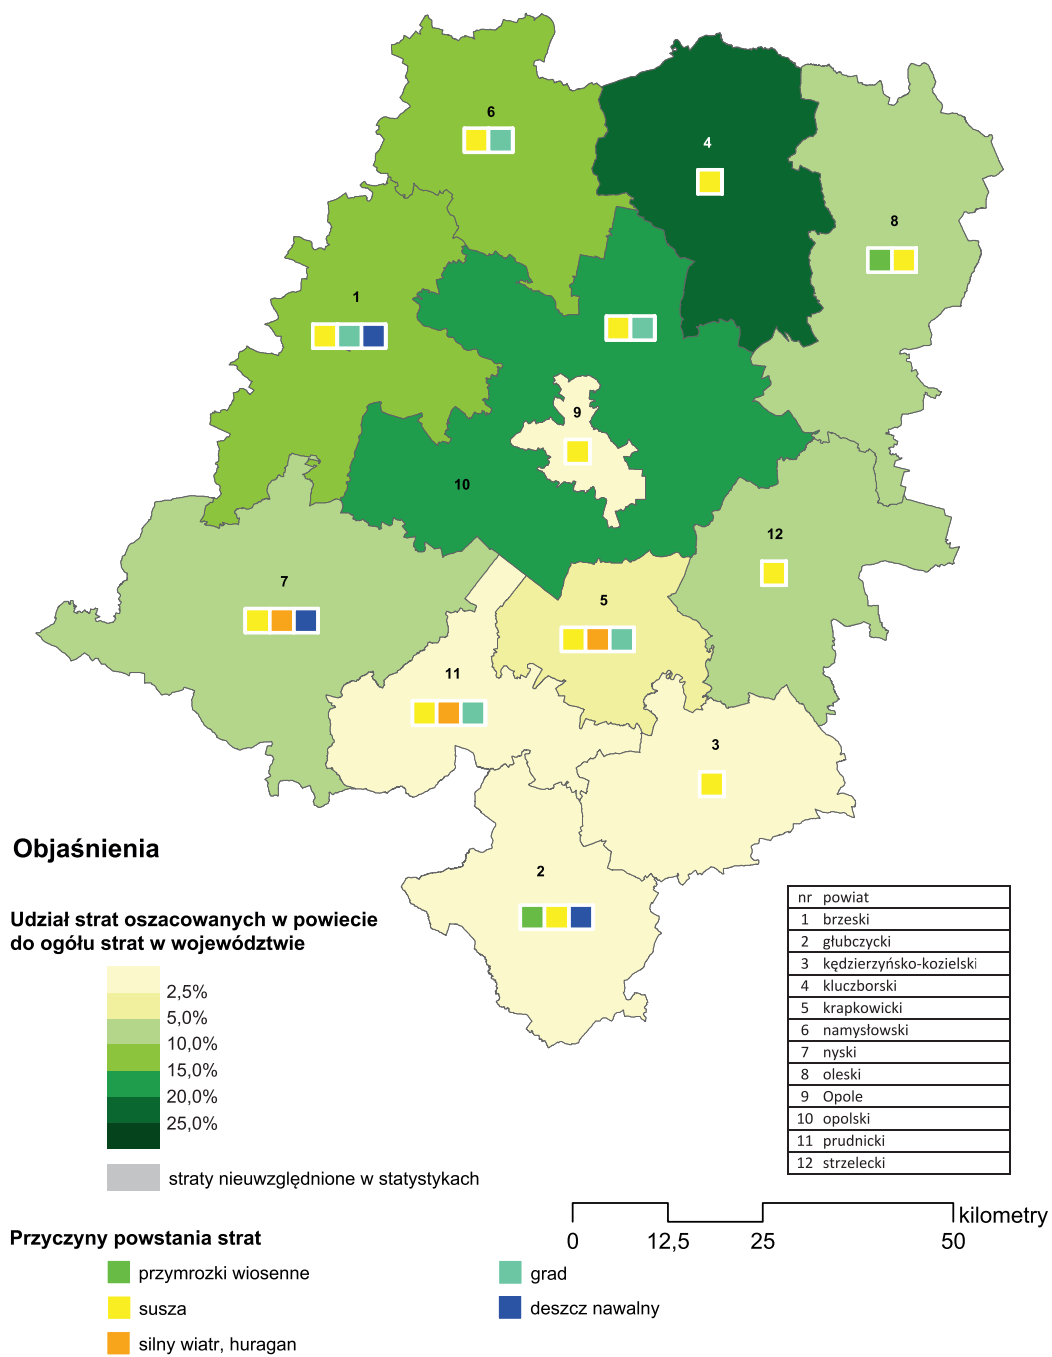 6
4
8
1
9
10
12
7
5
11
3
2
Objaśnienia
Udział strat oszacowanych w powiecie
do ogółu strat w województwie
2,5%
5,0%
10,0%
15,0%
20,0%
25,0%
straty nieuwzględnione w statystykach
nr powiat
1 brzeski
2 głubczycki
3 kędzierzyńsko-kozielski
4 kluczborski
5 krapkowicki
6 namysłowski
7 nyski
8 oleski
9 Opole
10 opolski
11 prudnicki
12 strzelecki
kilometry
0 12,5 25 50
Przyczyny powstania strat
przymrozki wiosenne
susza
silny wiatr, huragan
grad
deszcz nawalny